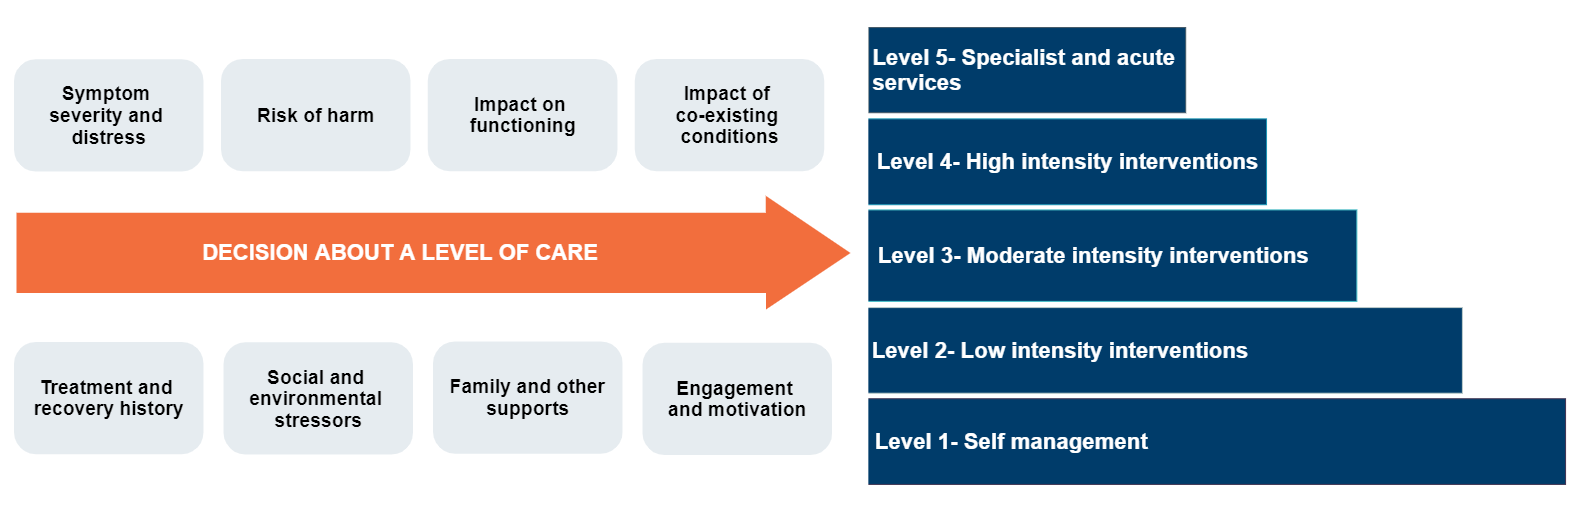 Symptom
severity and
distress
Risk of harm
Impact on
functioning
Impact of
co-existing
conditions
DECISION ABOUT A LEVEL OF CARE
Treatment and
recovery history
Social and
environmental
stressors
Family and other
supports
Engagement
and motivation
Level 5- Specialist and acute
services
Level 4- High intensity interventions
Level 3- Moderate intensity interventions
Level 2- Low intensity interventions
Level 1- Self management